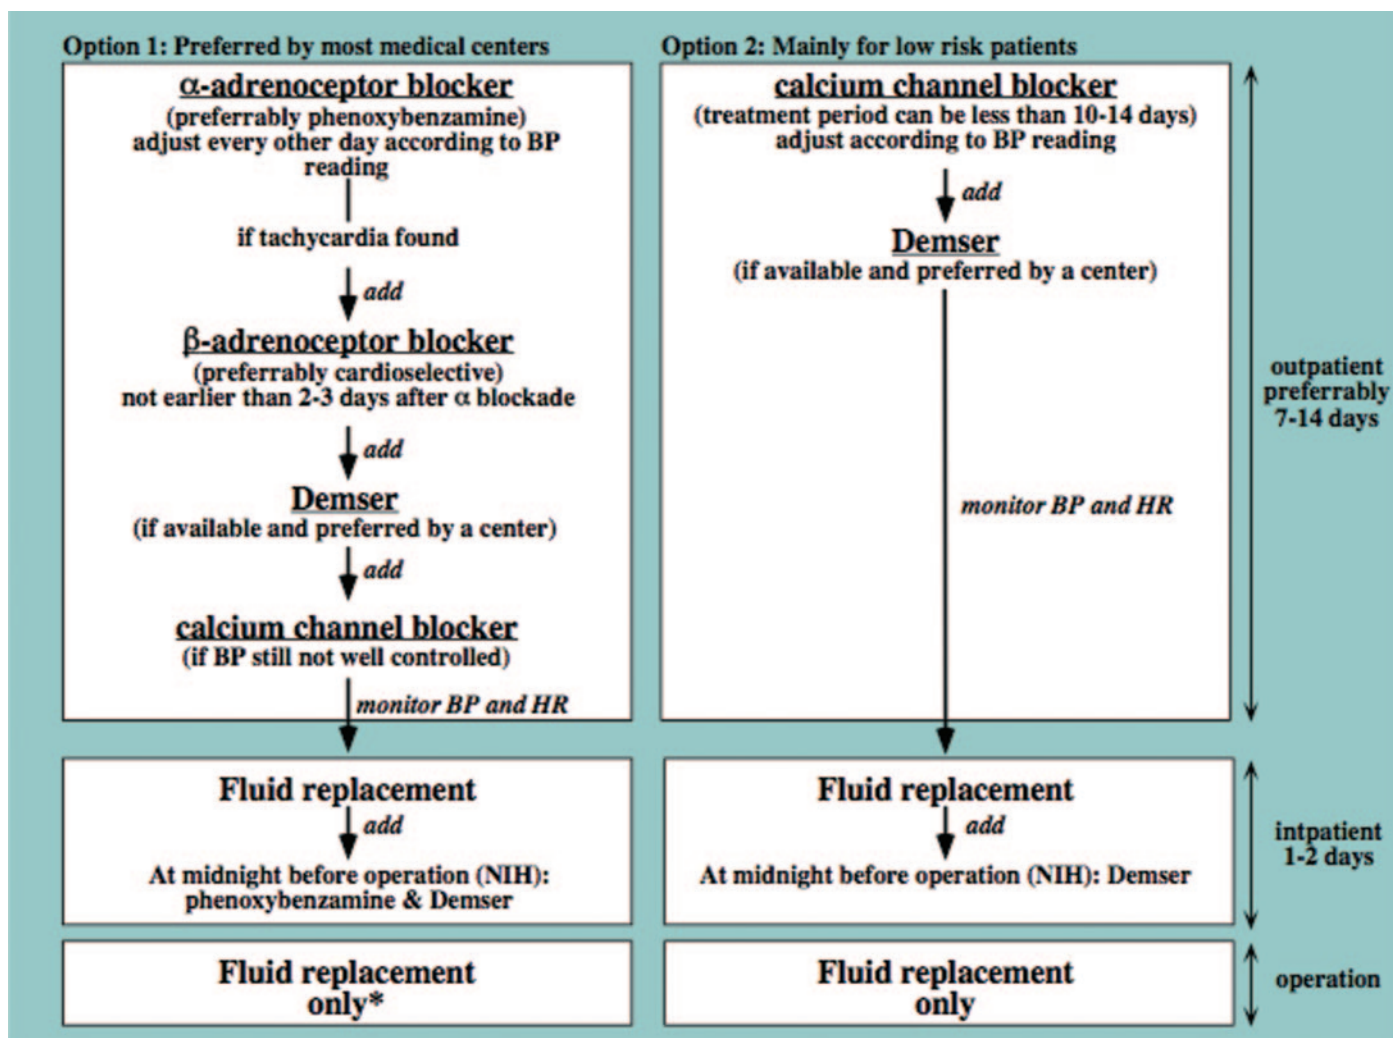 Option 1: Preferred by most medical centers
α-adrenoceptor blocker
(preferrably phenoxybenzamine)
adjust every other day according to BP
reading
if tachycardia found
add
β-adrenoceptor blocker
(preferrably cardioselective)
not earlier than 2-3 days after α blockade
add
Demser
(if available and preferred by a center)
add
calcium channel blocker
(if BP still not well controlled)
monitor BP and HR
Fluid replacement
add
At midnight before operation (NIH):
phenoxybenzamine & Demser
Fluid replacement
only*
Option 2: Mainly for low risk patients
calcium channel blocker
(treatment period can be less than 10-14 days)
adjust according to BP reading
add
Demser
(if available and preferred by a center)
monitor BP and HR
Fluid replacement
add
At midnight before operation (NIH): Demser
Fluid replacement
only
outpatient
preferrably
7-14 days
intpatient
1-2 days
operation